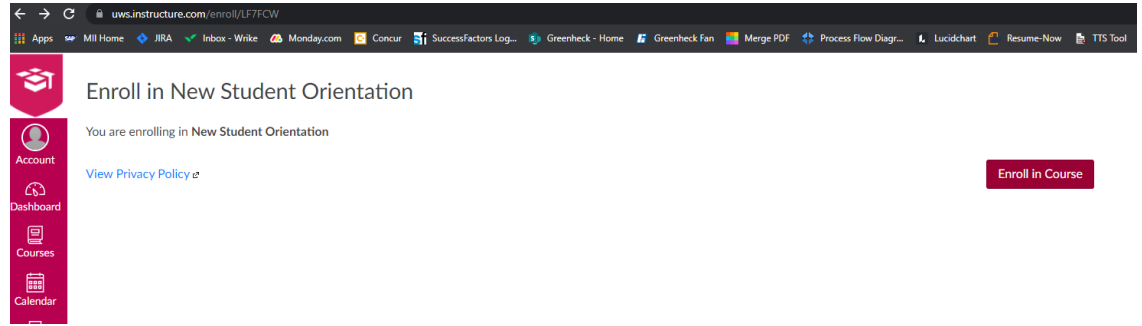 uws.instructure.com/enroll/LF7FCW
Apps SAP MII Home JIRA Inbox - Wrike Monday.com Concur SuccessFactors Log... Greenheck - Home Greenheck Fan Merge PDF Process Flow Diagr... Lucidchart Resume-Now TTS Tool
Enroll in New Student Orientation
You are enrolling in New Student Orientation
Account
View Privacy Policy
Enroll in Course
Dashboard
Courses
Calendar